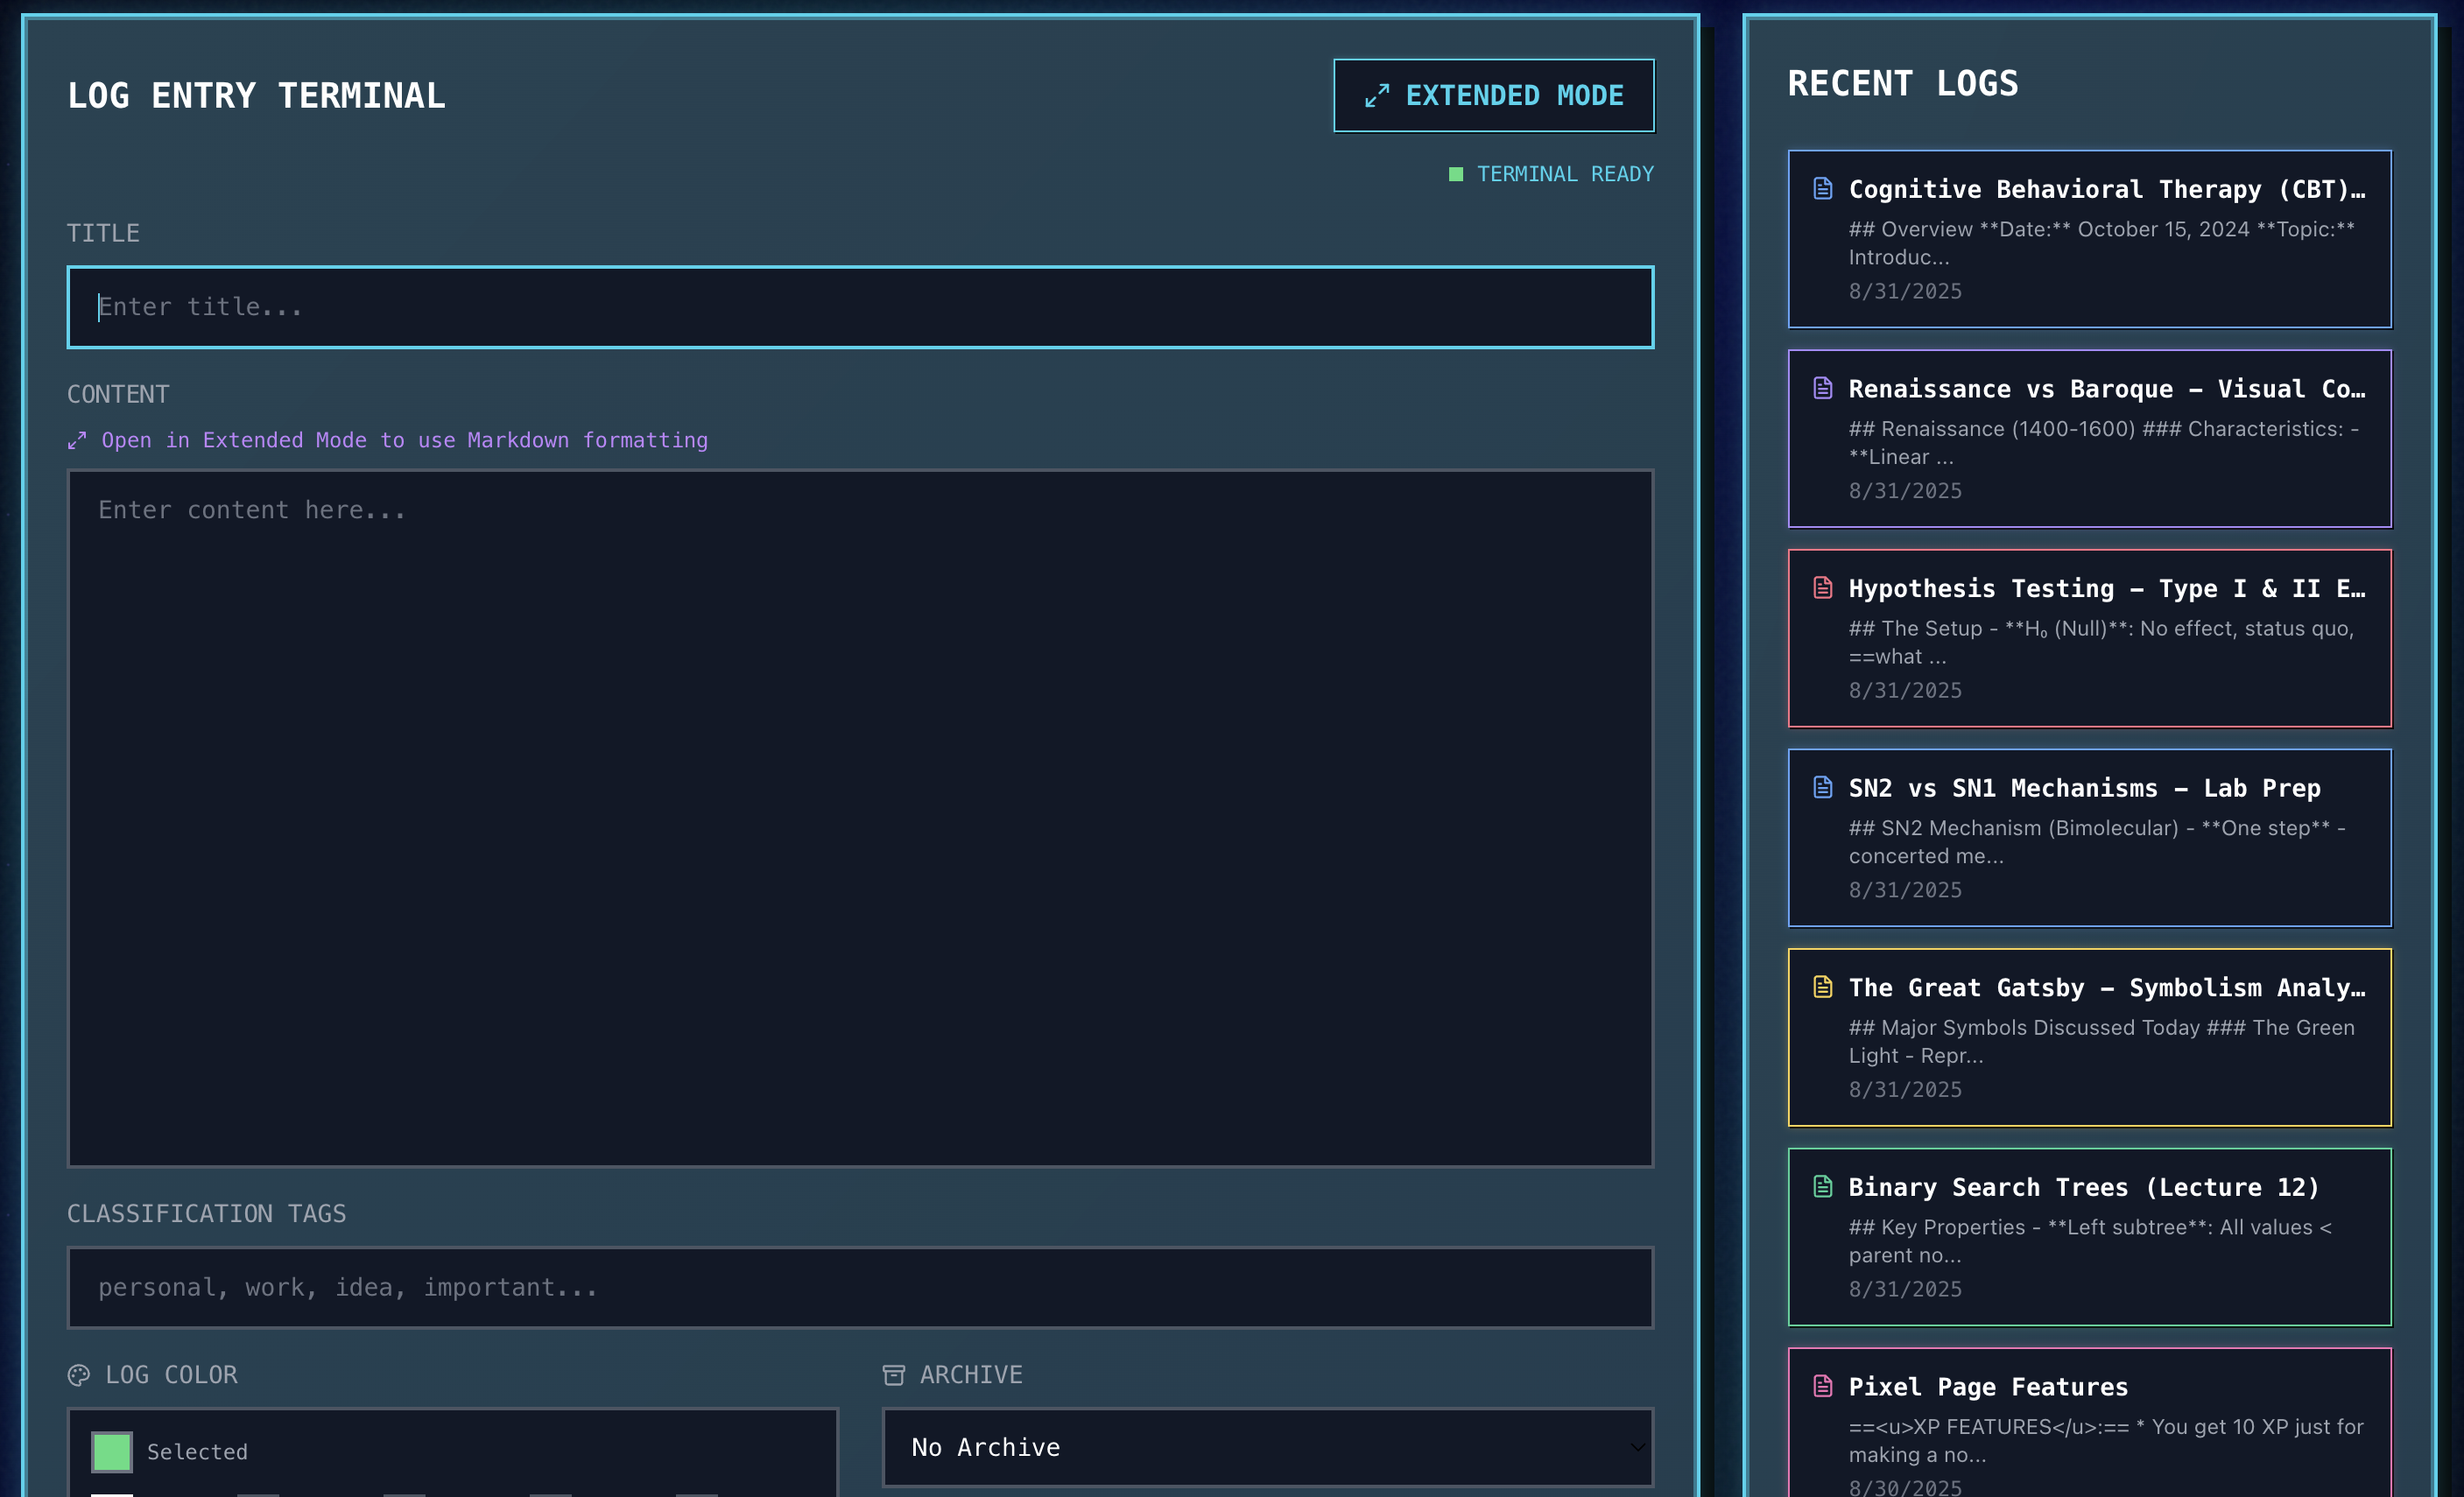 LOG ENTRY TERMINAL
EXTENDED MODE
TERMINAL READY
TITLE
Enter title...
CONTENT
Open in Extended Mode to use Markdown formatting
Enter content here...
CLASSIFICATION TAGS
personal, work, idea, important...
LOG COLOR
Selected
ARCHIVE
No Archive
RECENT LOGS
Cognitive Behavioral Therapy (CBT)…
## Overview **Date:** October 15, 2024 **Topic:**
Introduc...
8/31/2025
Renaissance vs Baroque – Visual Co…
## Renaissance (1400-1600) ### Characteristics: -
**Linear ...
8/31/2025
Hypothesis Testing – Type I & II E…
## The Setup - **H₀ (Null)**: No effect, status quo,
==what ...
8/31/2025
SN2 vs SN1 Mechanisms – Lab Prep
## SN2 Mechanism (Bimolecular) - **One step** -
concerted me...
8/31/2025
The Great Gatsby – Symbolism Analy…
## Major Symbols Discussed Today ### The Green
Light - Repr...
8/31/2025
Binary Search Trees (Lecture 12)
## Key Properties - **Left subtree**: All values <
parent no...
8/31/2025
Pixel Page Features
==<u>XP FEATURES</u>:== * You get 10 XP just for
making a no...
8/30/2025